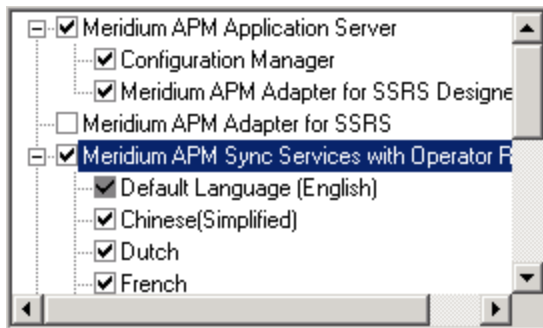 Meridium APM Application Server
Configuration Manager
Meridium APM Adapter for SSRS Designe
Meridium APM Adapter for SSRS
Meridium APM Sync Services with Operator R
Default Language (English)
Chinese(Simplified)
Dutch
French